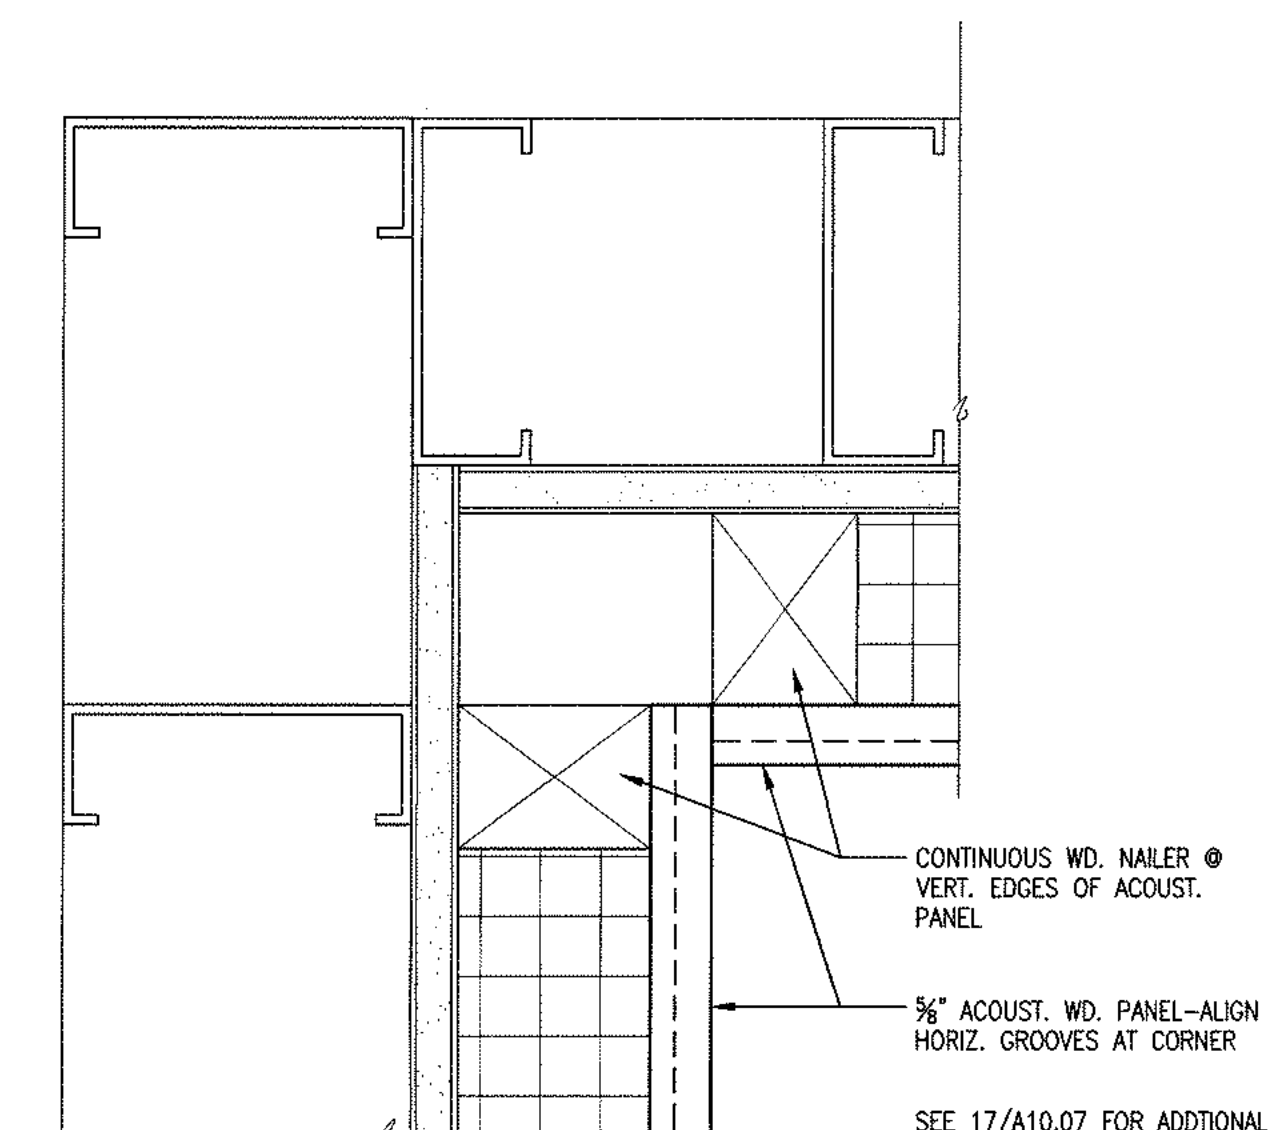 CONTINUOUS WD. NAILER @
VERT. EDGES OF ACOUST.
PANEL
⅝" ACOUST. WD. PANEL-ALIGN
HORIZ. GROOVES AT CORNER
SEE 17/A10.07 FOR ADDTIONAL